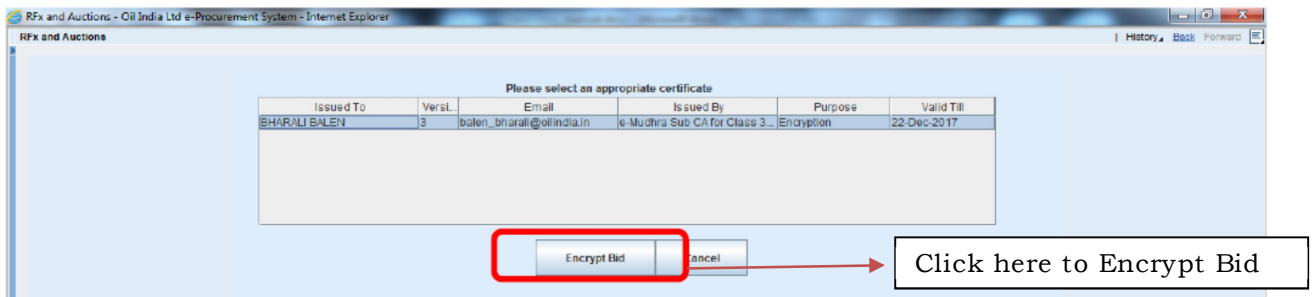 RFx and Auctions - Oil India Ltd e-Procurement System - Internet Explorer
RFx and Auctions
History Back Forward
Please select an appropriate certificate
Issued To Versi... Email Issued By Purpose Valid Till
BHARALI BALEN 3 balen_bharali@oilindia.in e-Mudhra Sub CA for Class 3... Encryption 22-Dec-2017
Encrypt Bid Cancel
Click here to Encrypt Bid